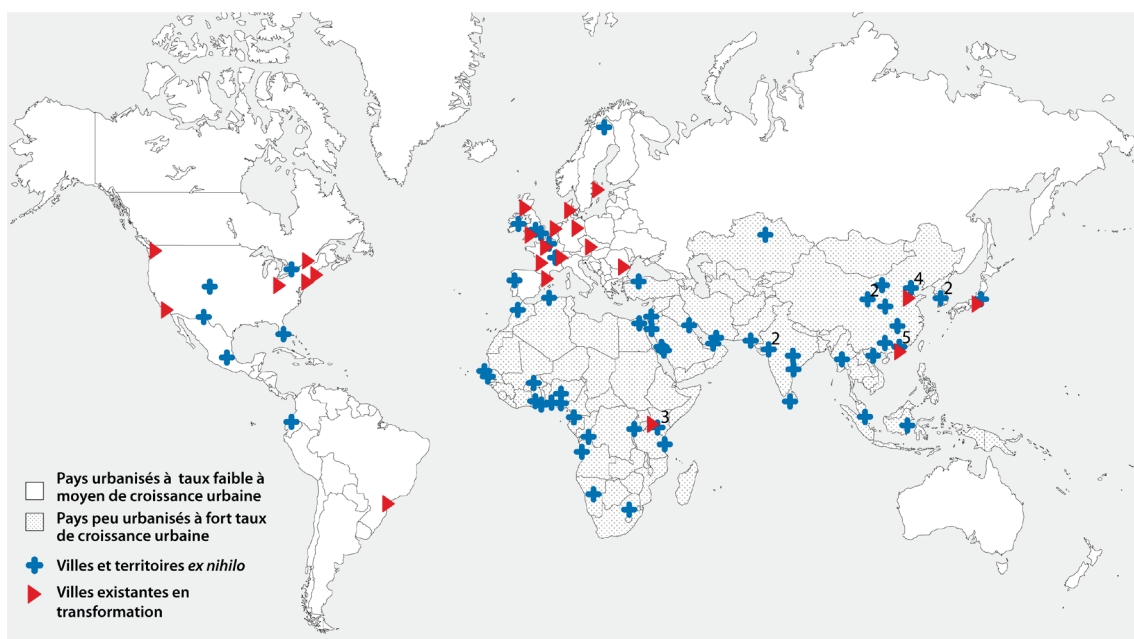 4
2
2
2
5
3
Pays urbanisés à taux faible à
moyen de croissance urbaine
Pays peu urbanisés à fort taux
de croissance urbaine
Villes et territoires ex nihilo
Villes existantes en
transformation